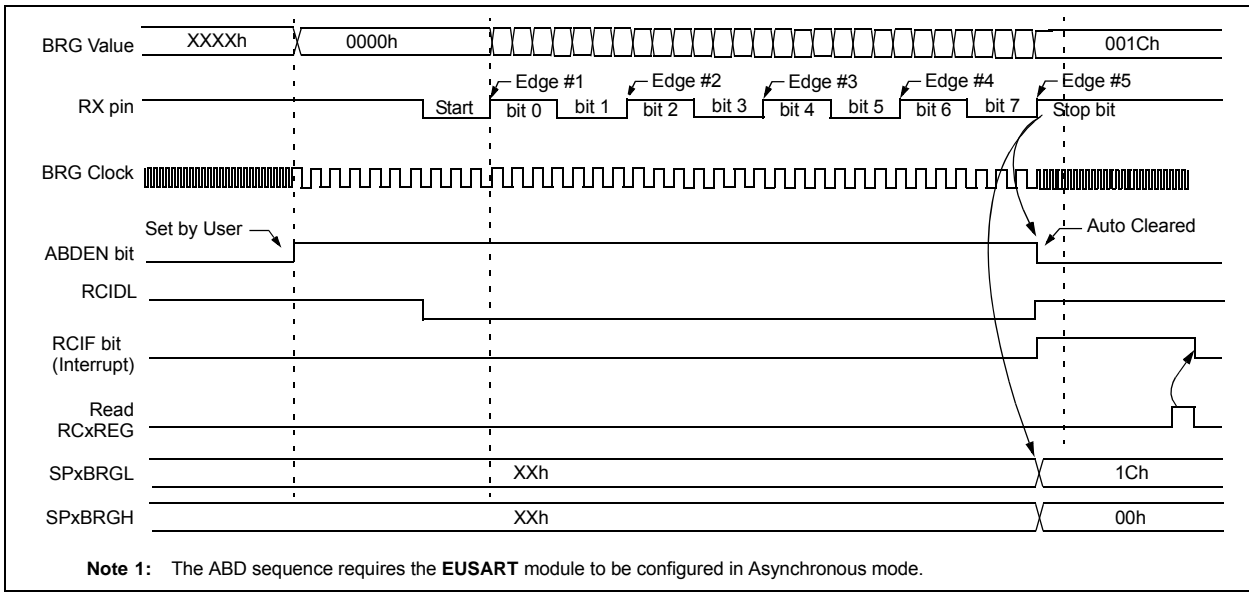 BRG Value XXXXh 0000h 001Ch
Edge #1 Edge #2 Edge #3 Edge #4 Edge #5
RX pin Start bit 0 bit 1 bit 2 bit 3 bit 4 bit 5 bit 6 bit 7 Stop bit
BRG Clock
Set by User Auto Cleared
ABDEN bit
RCIDL
RCIF bit
(Interrupt)
Read
RCxREG
SPxBRGL XXh 1Ch
SPxBRGH XXh 00h
Note 1: The ABD sequence requires the EUSART module to be configured in Asynchronous mode.